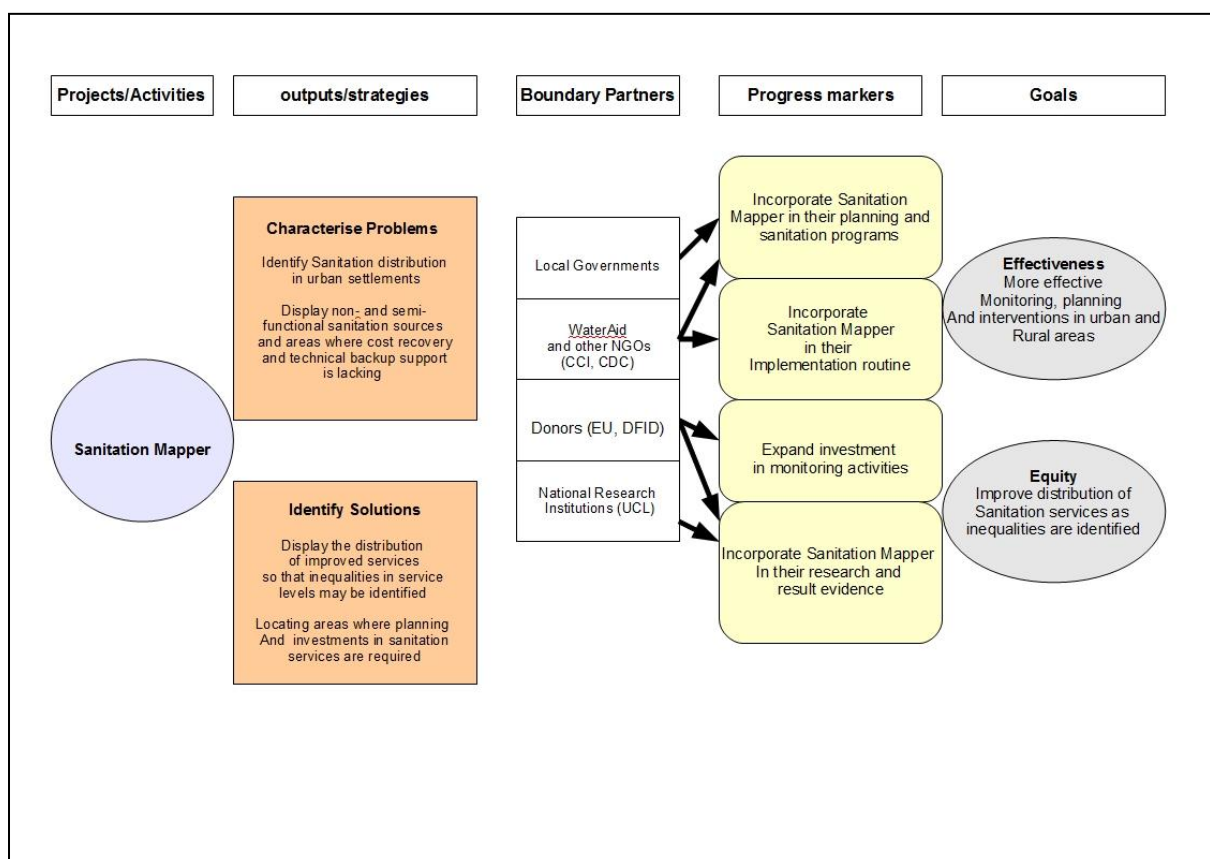 Projects/Activities
outputs/strategies
Boundary Partners
Progress markers
Goals
Sanitation Mapper
Characterise Problems
Identify Sanitation distribution
in urban settlements
Display non- and semi-
functional sanitation sources
and areas where cost recovery
and technical backup support
is lacking
Identify Solutions
Display the distribution
of improved services
so that inequalities in service
levels may be identified
Locating areas where planning
And investments in sanitation
services are required
Local Governments
WaterAid
and other NGOs
(CCI, CDC)
Donors (EU, DFID)
National Research
Institutions (UCL)
Incorporate Sanitation
Mapper in their planning and
sanitation programs
Incorporate
Sanitation Mapper
in their
Implementation routine
Expand investment
in monitoring activities
Incorporate Sanitation Mapper
In their research and
result evidence
Effectiveness
More effective
Monitoring, planning
And interventions in urban and
Rural areas
Equity
Improve distribution of
Sanitation services as
inequalities are identified